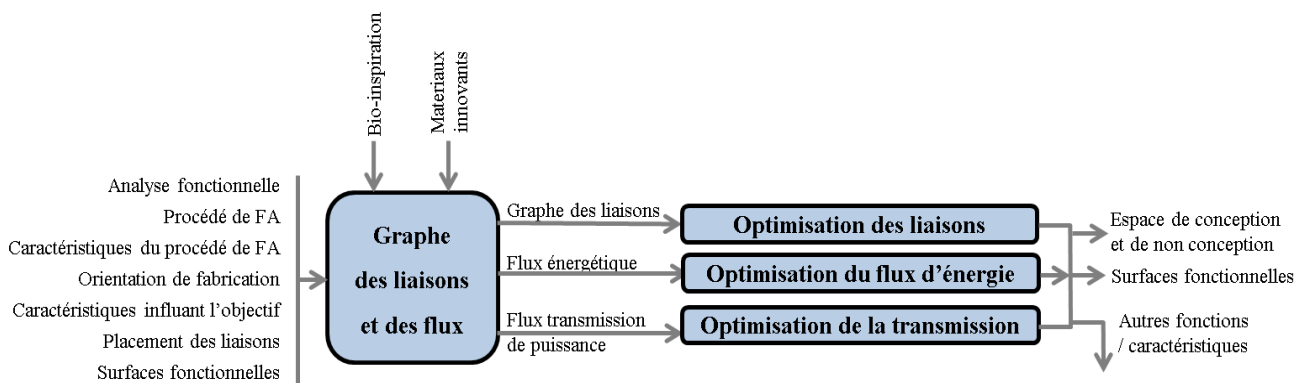 Bio-inspiration
Materiaux
innovants
Analyse fonctionnelle
Procédé de FA
Caractéristiques du procédé de FA
Orientation de fabrication
Caractéristiques influant l'objectif
Placement des liaisons
Surfaces fonctionnelles
Graphe
des liaisons
et des flux
Graphe des liaisons
Flux énergétique
Flux transmission
de puissance
Optimisation des liaisons
Optimisation du flux d'énergie
Optimisation de la transmission
Espace de conception
et de non conception
Surfaces fonctionnelles
Autres fonctions
/ caractéristiques